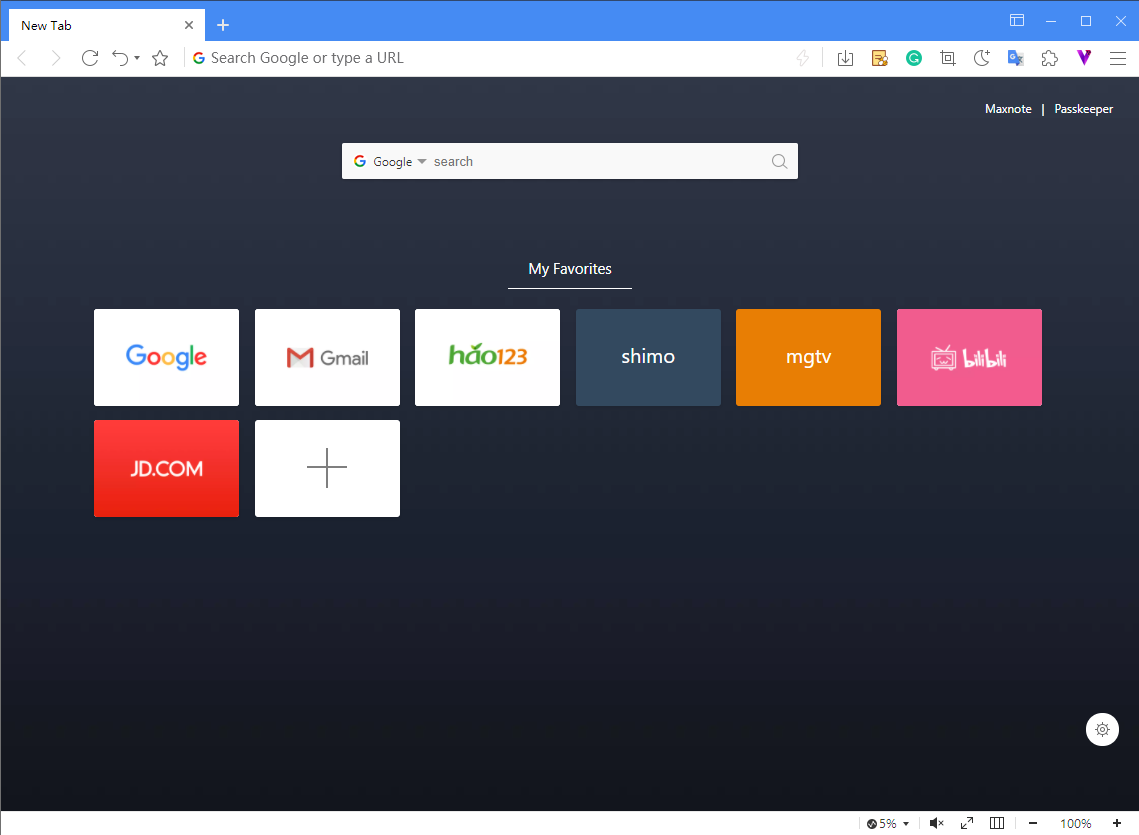 New Tab
Search Google or type a URL
Maxnote | Passkeeper
Google search
My Favorites
Google
Gmail
hǎo123
shimo
mgtv
bilibili
JD.COM
5%
100%